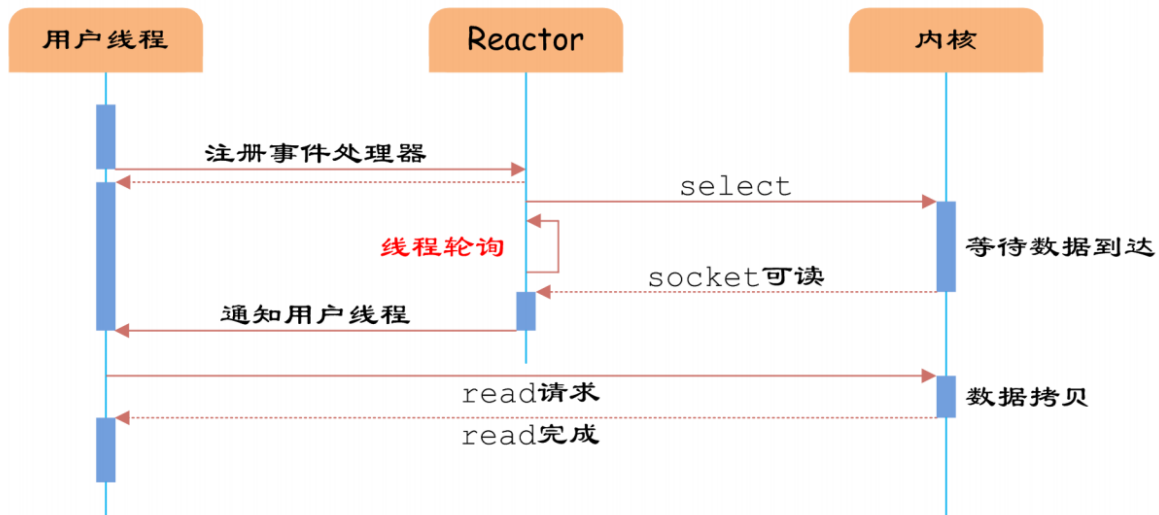 用户线程
Reactor
内核
注册事件处理器
select
线程轮询
等待数据到达
socket可读
通知用户线程
read请求
数据拷贝
read完成